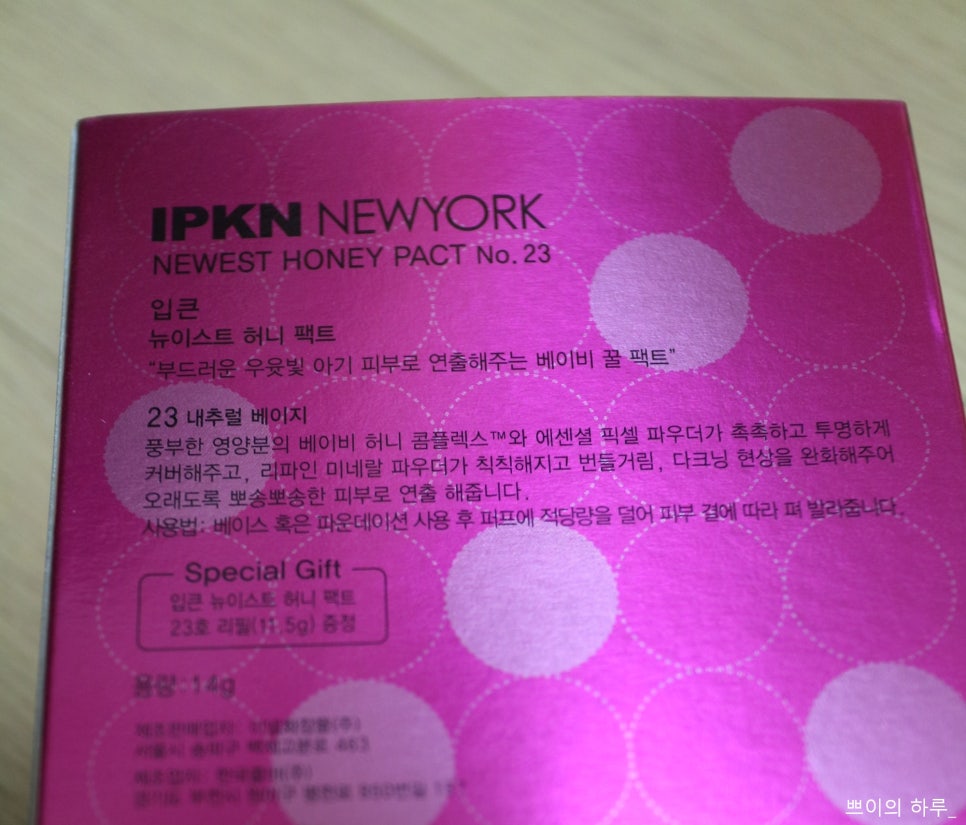 IPKN NEWYORK
NEWEST HONEY PACT No. 23
입큰
뉴이스트 허니 팩트
“부드러운 우윳빛 아기 피부로 연출해주는 베이비 꿀 팩트”
23 내추럴 베이지
풍부한 영양분의 베이비 허니 콤플렉스™와 에센셜 픽셀 파우더가 촉촉하고 투명하게
커버해주고, 리파인 미네랄 파우더가 칙칙해지고 번들거림, 다크닝 현상을 완화해주어
오래도록 뽀송뽀송한 피부로 연출 해줍니다.
사용법: 베이스 혹은 파운데이션 사용 후 퍼프에 적당량을 덜어 피부 결에 따라 펴 발라줍니다.
Special Gift
입큰 뉴이스트 허니 팩트
23호 리필(11.5g) 증정
용량:14g
서울시 송파구
쁘이의 하루_